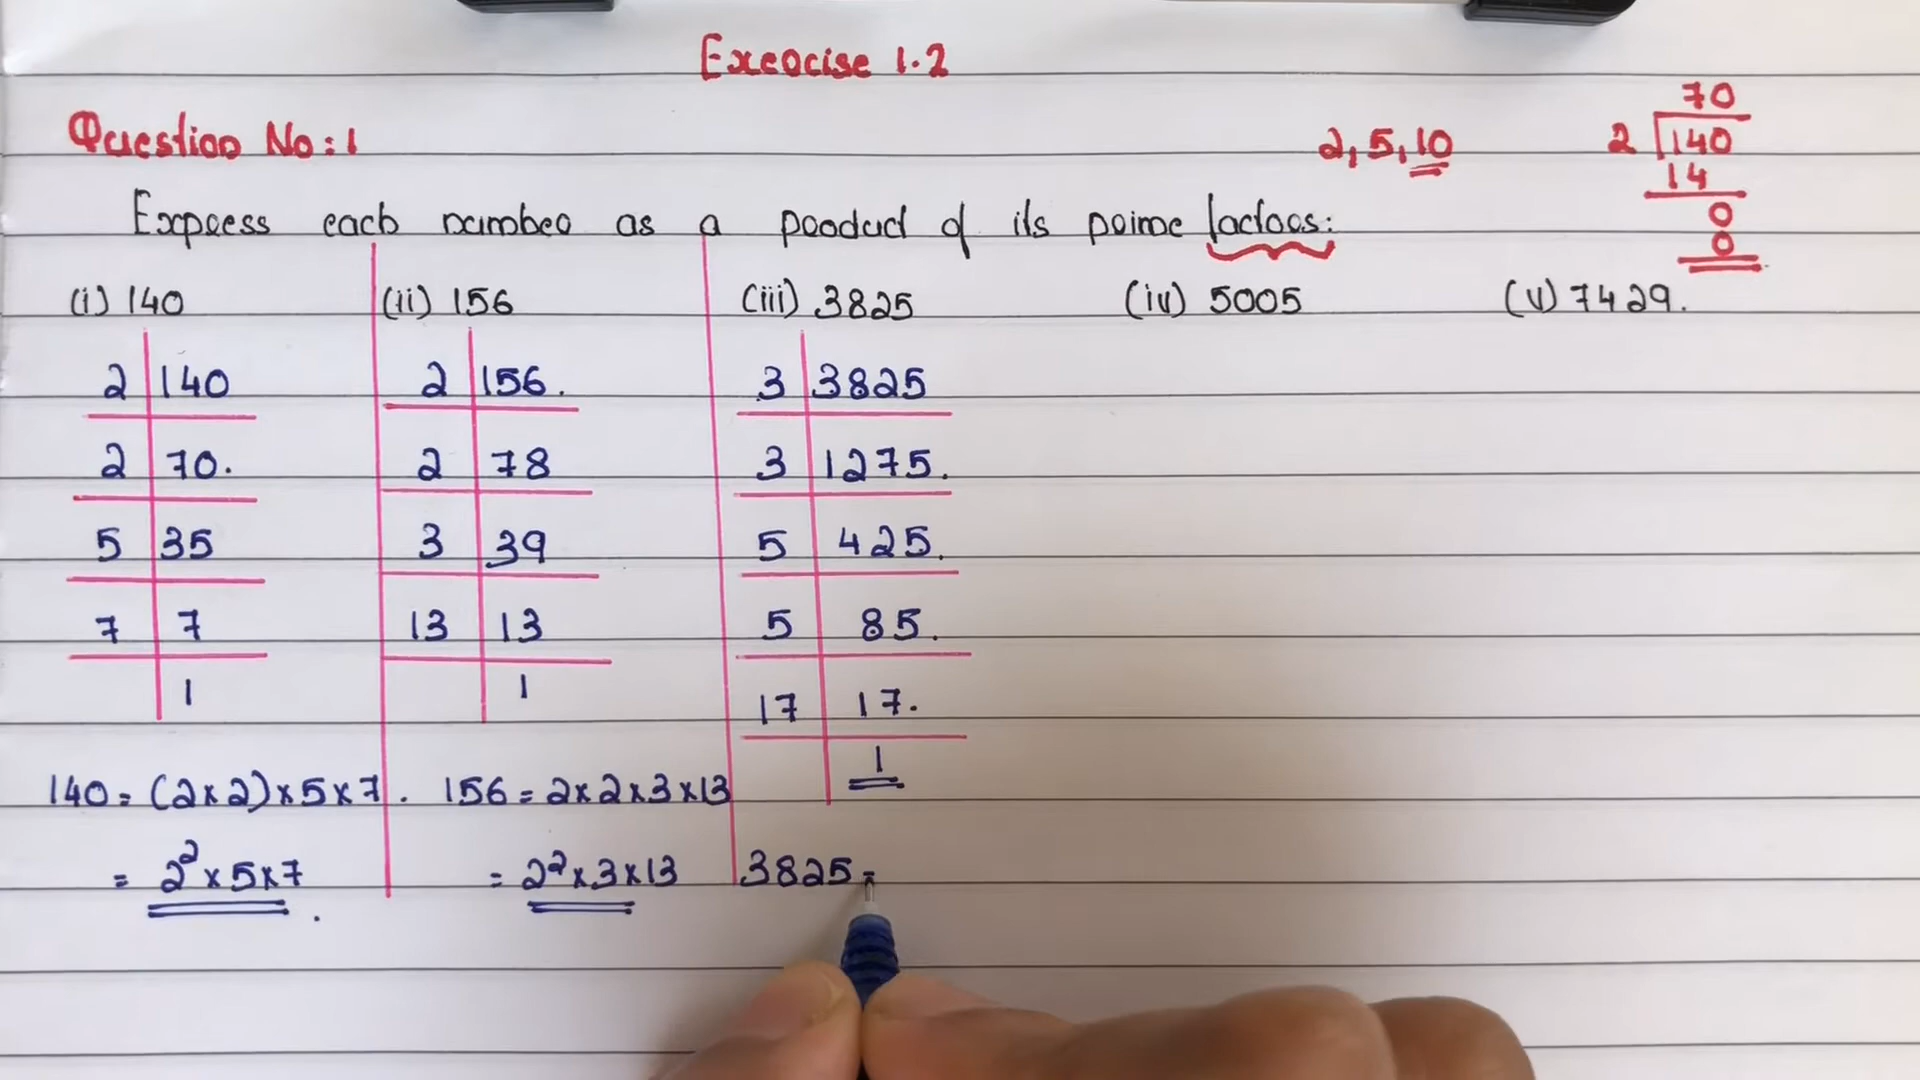 Exercise 1.2
Question No:1
2,5,10
70
2 140
14
0
0
Express each number as a product of its prime factors:
(i) 140 (ii) 156 (iii) 3825 (iv) 5005 (v) 7429.
2 140 2 156. 3 3825
2 70. 2 78 3 1275.
5 35 3 39 5 425.
7 7 13 13 5 85.
1 1 17 17.
1
140 = (2×2)×5×7. 156 = 2×2×3×13
= 2²×5×7. = 2²×3×13 3825 =